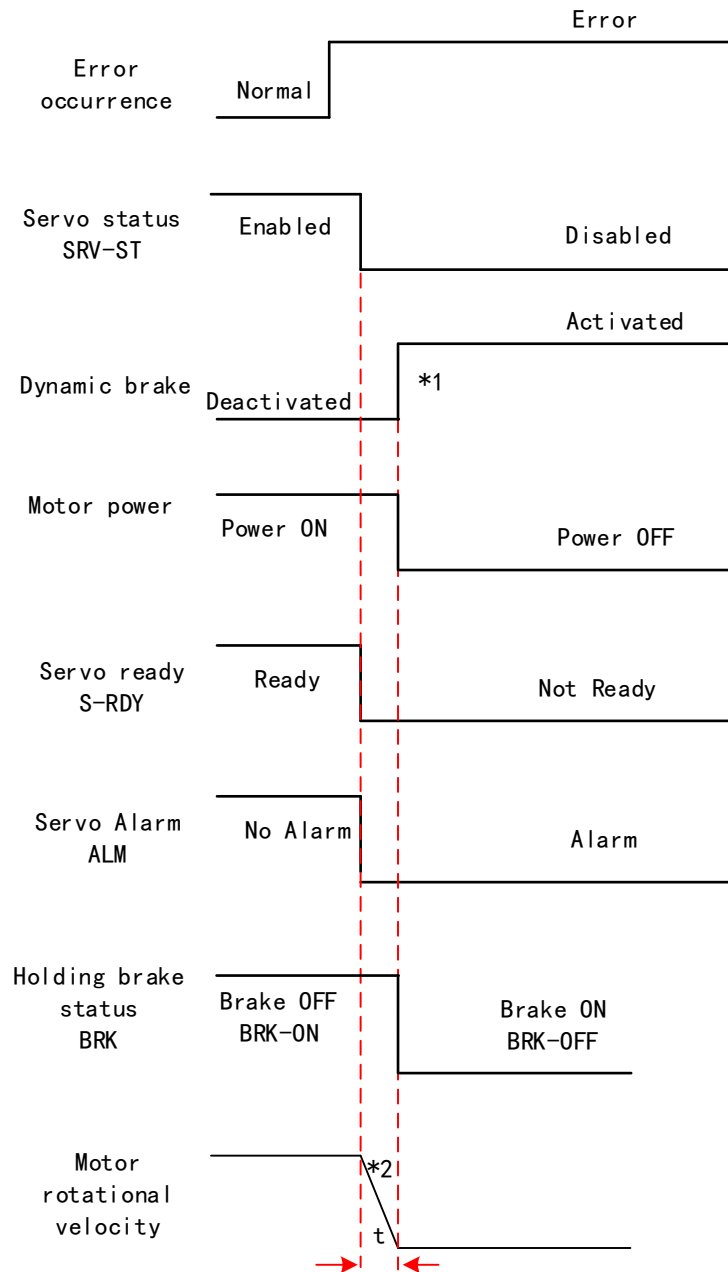 Error
Error
occurrence
Normal
Servo status
SRV-ST
Enabled
Disabled
Activated
Dynamic brake
Deactivated
*1
Motor power
Power ON
Power OFF
Servo ready
S-RDY
Ready
Not Ready
Servo Alarm
ALM
No Alarm
Alarm
Holding brake
status
BRK
Brake OFF
BRK-ON
Brake ON
BRK-OFF
Motor
rotational
velocity
*2
t